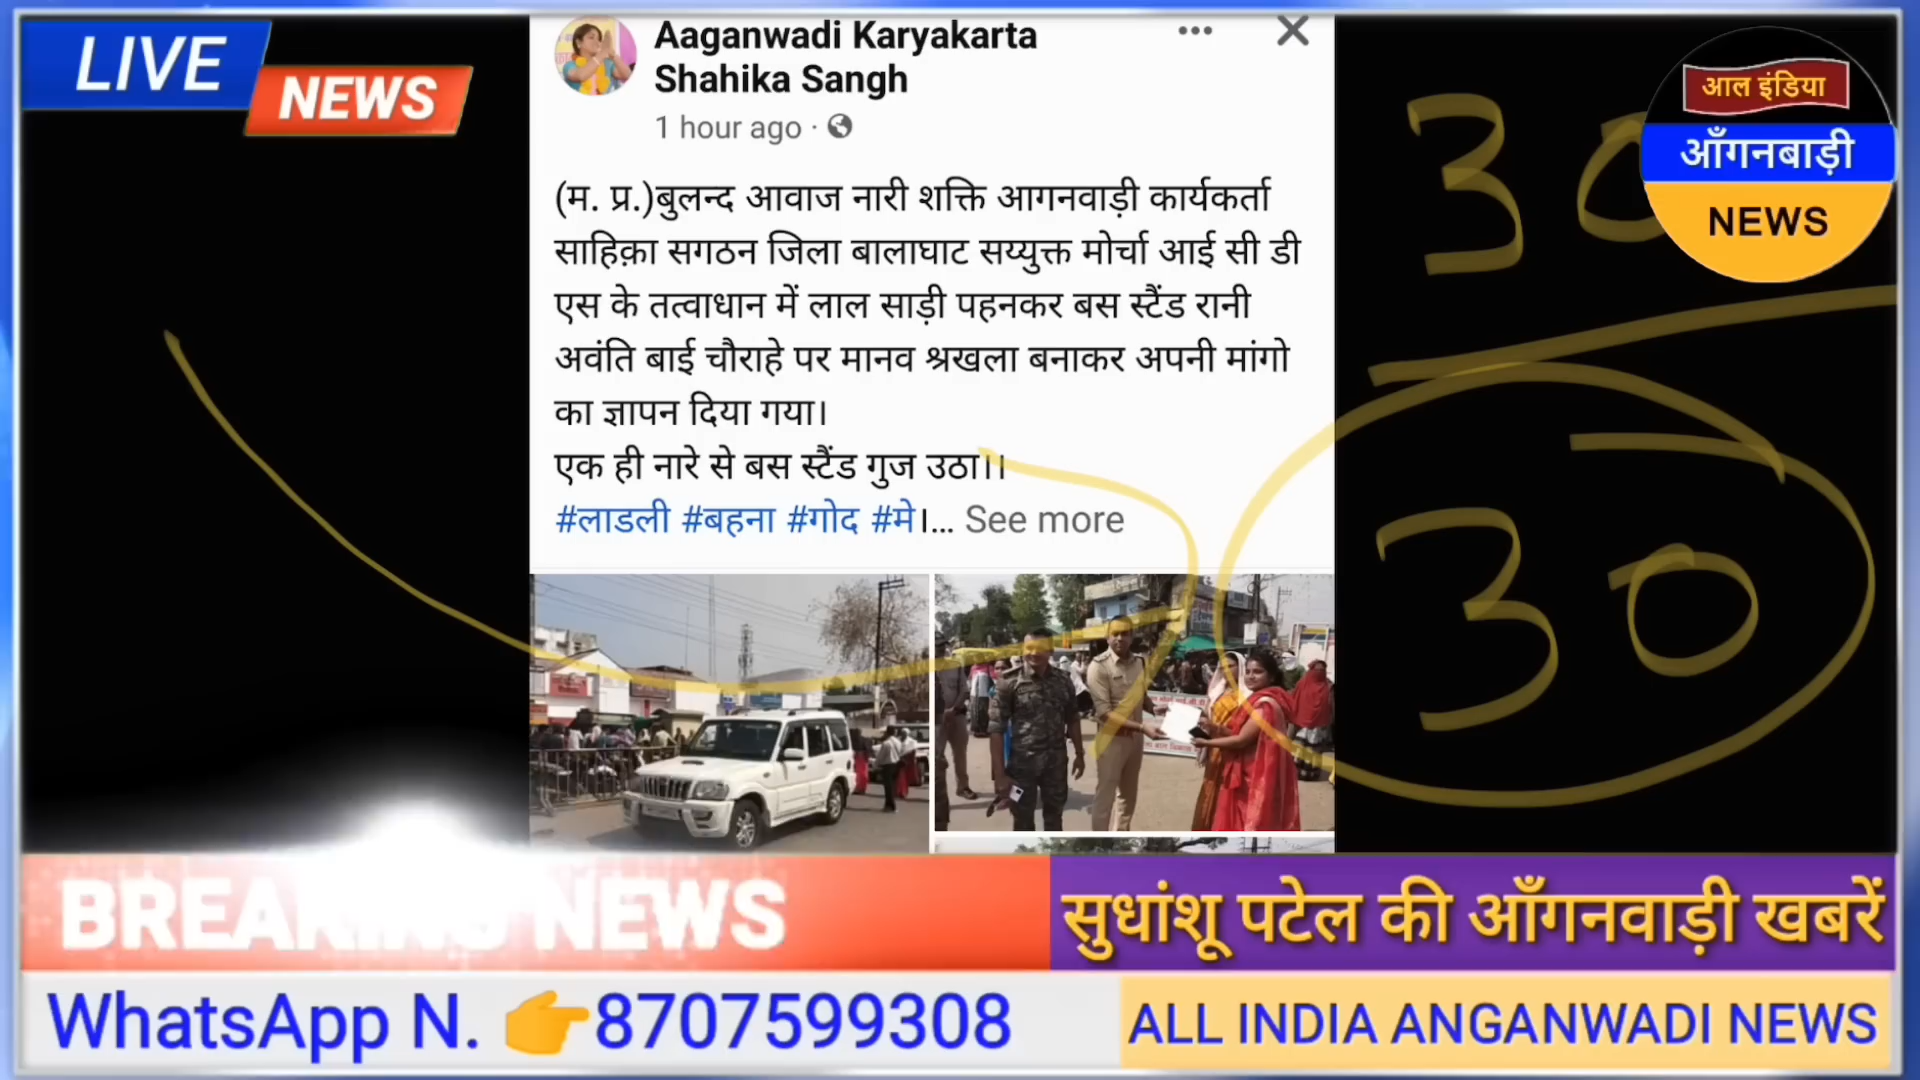 LIVE
NEWS
Aaganwadi Karyakarta
Shahika Sangh
1 hour ago ·
(म. प्र.)बुलन्द आवाज नारी शक्ति आगनवाड़ी कार्यकर्ता
साहिक़ा सगठन जिला बालाघाट सय्युक्त मोर्चा आई सी डी
एस के तत्वाधान में लाल साड़ी पहनकर बस स्टैंड रानी
अवंति बाई चौराहे पर मानव श्रखला बनाकर अपनी मांगो
का ज्ञापन दिया गया।
एक ही नारे से बस स्टैंड गुज उठा।।
#लाडली #बहना #गोद #मे।... See more
30
30
आल इंडिया
आँगनबाड़ी
NEWS
BREAKING NEWS
सुधांशू पटेल की आँगनवाड़ी खबरें
WhatsApp N. 👉8707599308
ALL INDIA ANGANWADI NEWS